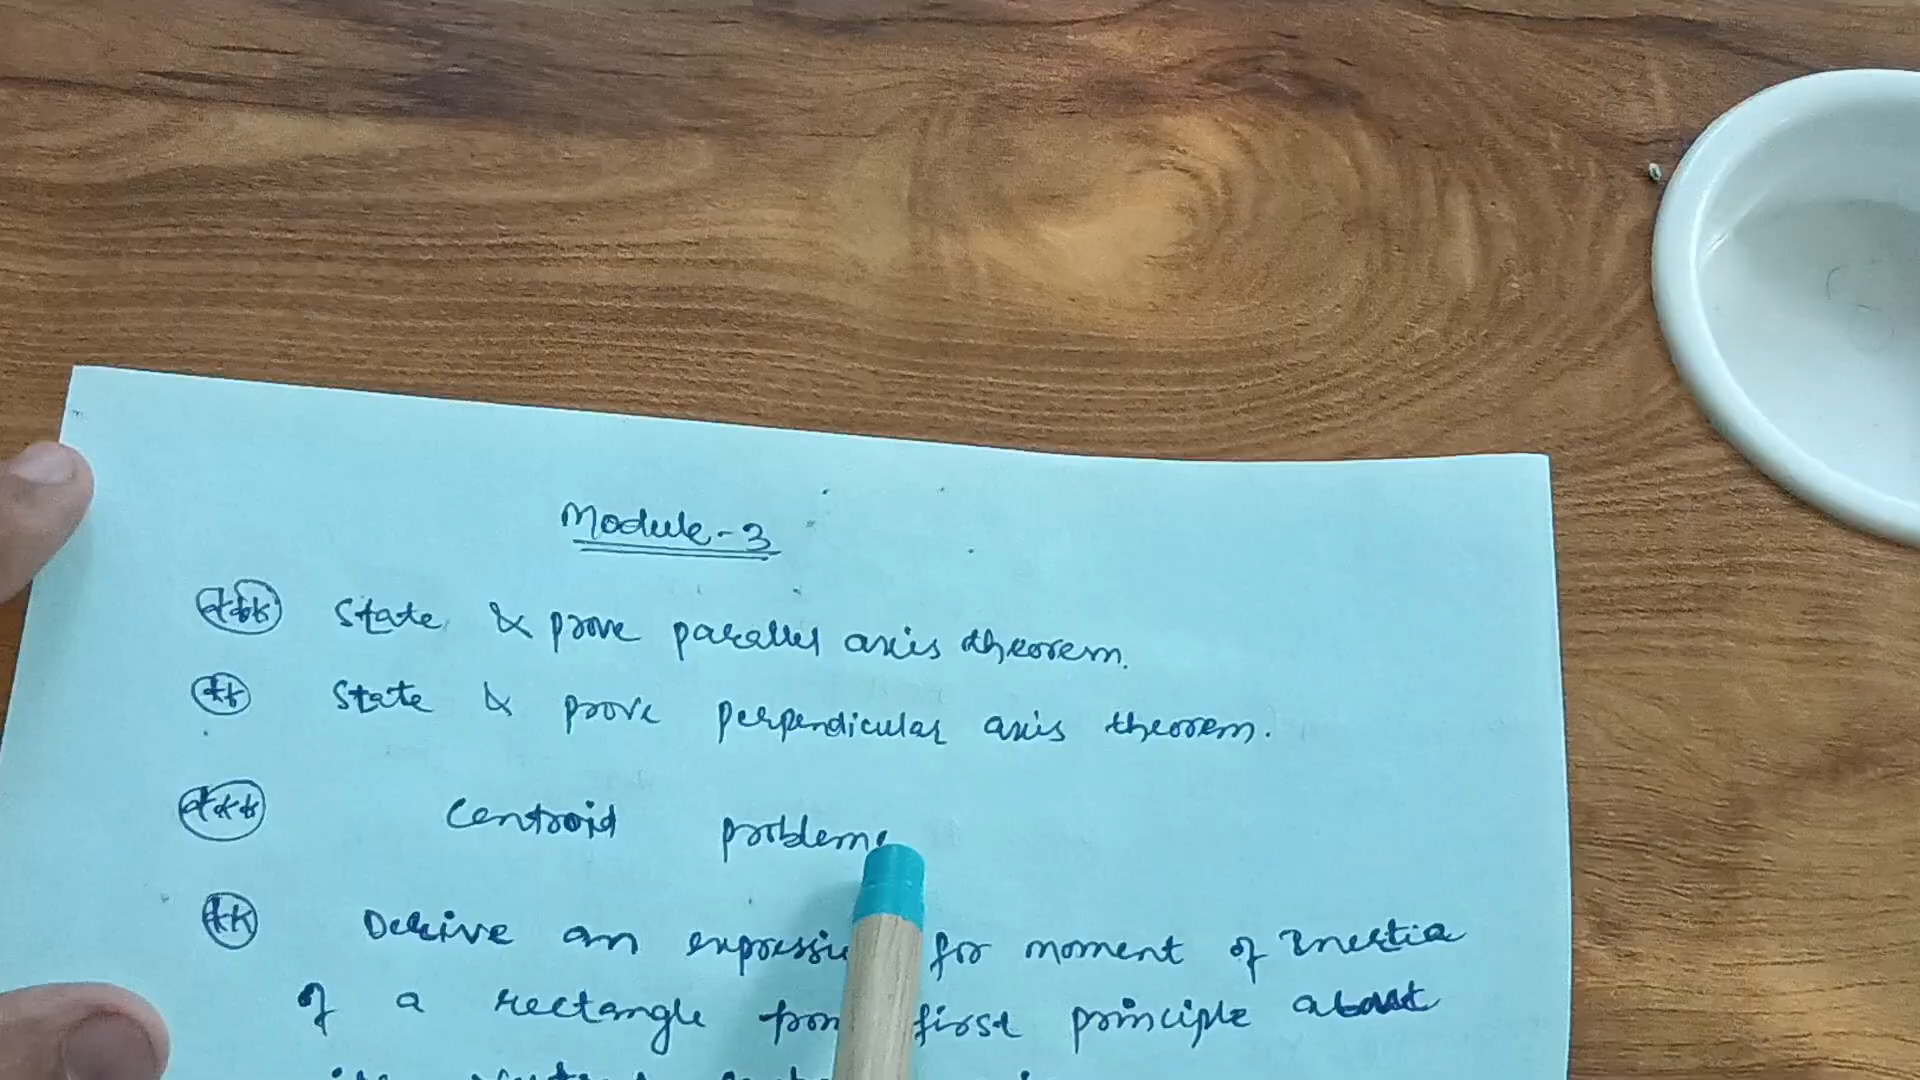 Module-3
*** State & prove parallel axis theorem.
** State & prove perpendicular axis theorem.
*** Centroid problems
** Derive an expression for moment of Inertia
of a rectangle from first principle about
its